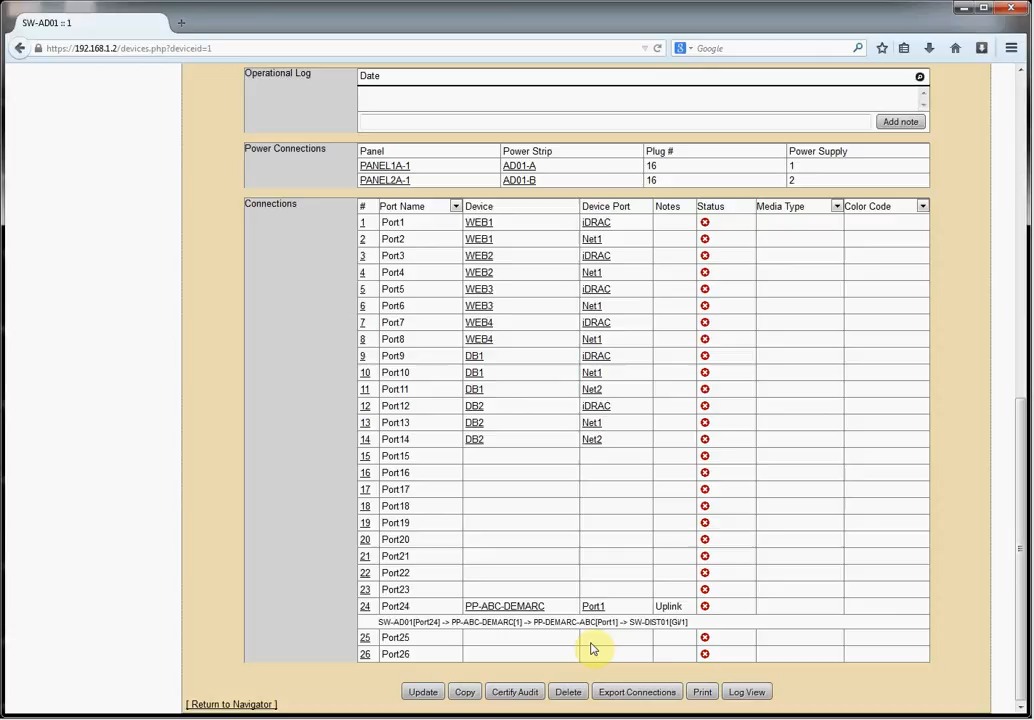 SW-AD01 :: 1
https://192.168.1.2/devices.php?deviceid=1
Google
Operational Log
Date
Add note
Power Connections
Panel Power Strip Plug # Power Supply
PANEL1A-1 AD01-A 16 1
PANEL2A-1 AD01-B 16 2
Connections
# Port Name Device Device Port Notes Status Media Type Color Code
1 Port1 WEB1 iDRAC
2 Port2 WEB1 Net1
3 Port3 WEB2 iDRAC
4 Port4 WEB2 Net1
5 Port5 WEB3 iDRAC
6 Port6 WEB3 Net1
7 Port7 WEB4 iDRAC
8 Port8 WEB4 Net1
9 Port9 DB1 iDRAC
10 Port10 DB1 Net1
11 Port11 DB1 Net2
12 Port12 DB2 iDRAC
13 Port13 DB2 Net1
14 Port14 DB2 Net2
15 Port15
16 Port16
17 Port17
18 Port18
19 Port19
20 Port20
21 Port21
22 Port22
23 Port23
24 Port24 PP-ABC-DEMARC Port1 Uplink
SW-AD01[Port24] -> PP-ABC-DEMARC[1] -> PP-DEMARC-ABC[Port1] -> SW-DIST01[Gi\1]
25 Port25
26 Port26
Update Copy Certify Audit Delete Export Connections Print Log View
[ Return to Navigator ]